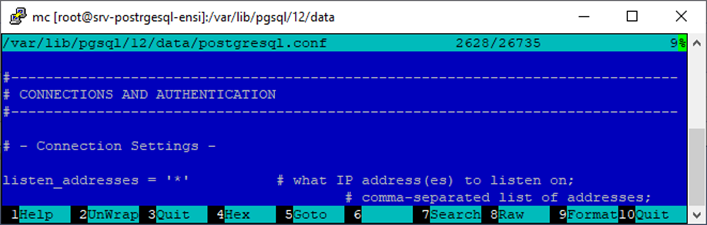 mc [root@srv-postrgesql-ensi]:/var/lib/pgsql/12/data
/var/lib/pgsql/12/data/postgresql.conf 2628/26735 9%
#------------------------------------------------------------------------------
# CONNECTIONS AND AUTHENTICATION
#------------------------------------------------------------------------------
# - Connection Settings -
listen_addresses = '*' # what IP address(es) to listen on;
# comma-separated list of addresses;
1Help 2UnWrap 3Quit 4Hex 5Goto 6 7Search 8Raw 9Format 10Quit